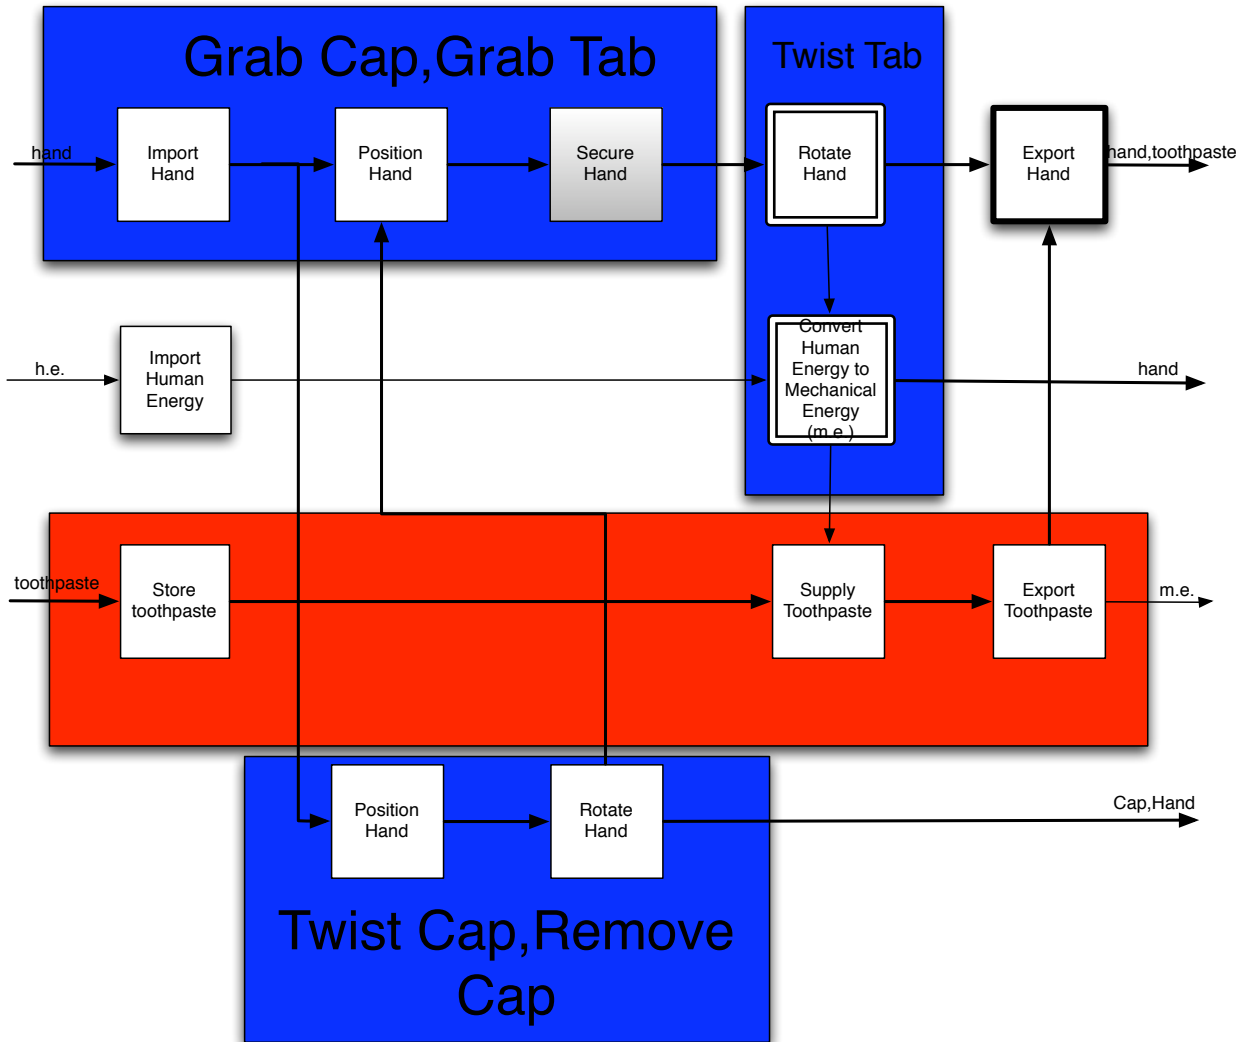 Grab Cap,Grab Tab
Twist Tab
hand
Import
Hand
Position
Hand
Secure
Hand
Rotate
Hand
Export
Hand
hand,toothpaste
h.e.
Import
Human
Energy
Convert
Human
Energy to
Mechanical
Energy
(m.e.)
hand
toothpaste
Store
toothpaste
Supply
Toothpaste
Export
Toothpaste
m.e.
Position
Hand
Rotate
Hand
Cap,Hand
Twist Cap,Remove
Cap